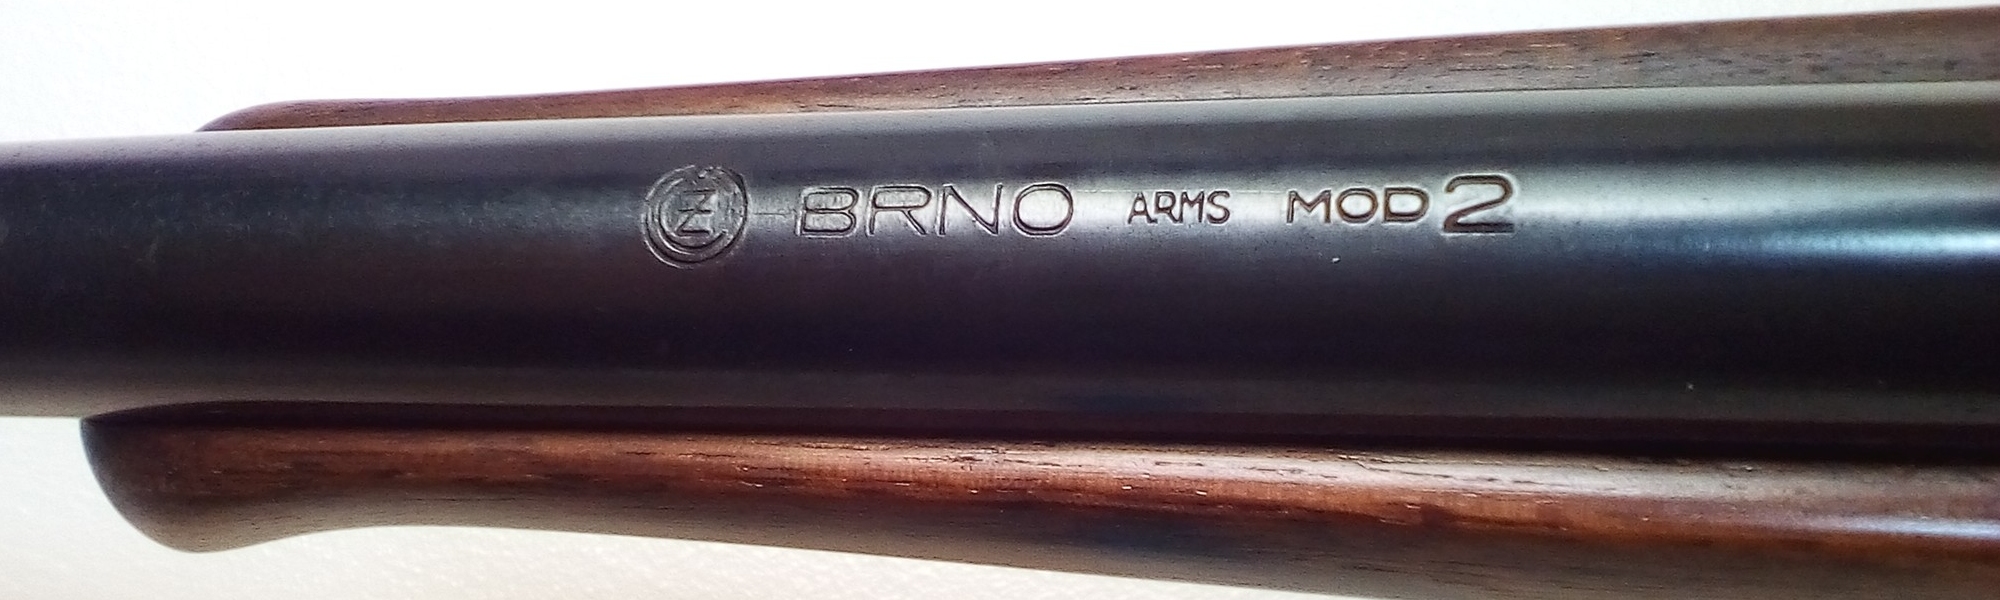 Z BRNO ARMS MOD 2